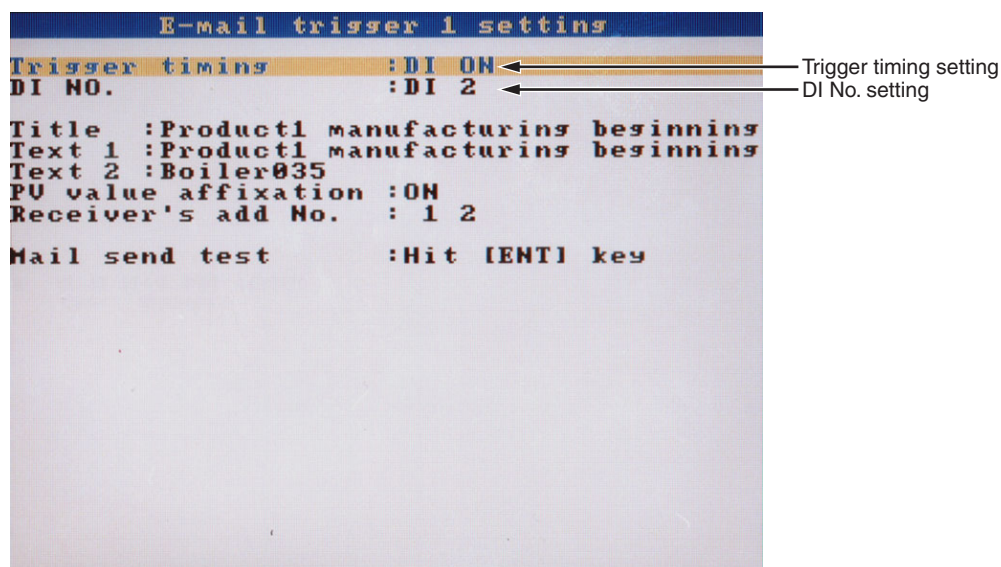 E-mail trigger 1 setting
Trigger timing :DI ON
Trigger timing setting
DI NO. :DI 2
DI No. setting
Title :Product1 manufacturing beginning
Text 1 :Product1 manufacturing beginning
Text 2 :Boiler035
PV value affixation :ON
Receiver's add No. : 1 2
Mail send test :Hit [ENT] key